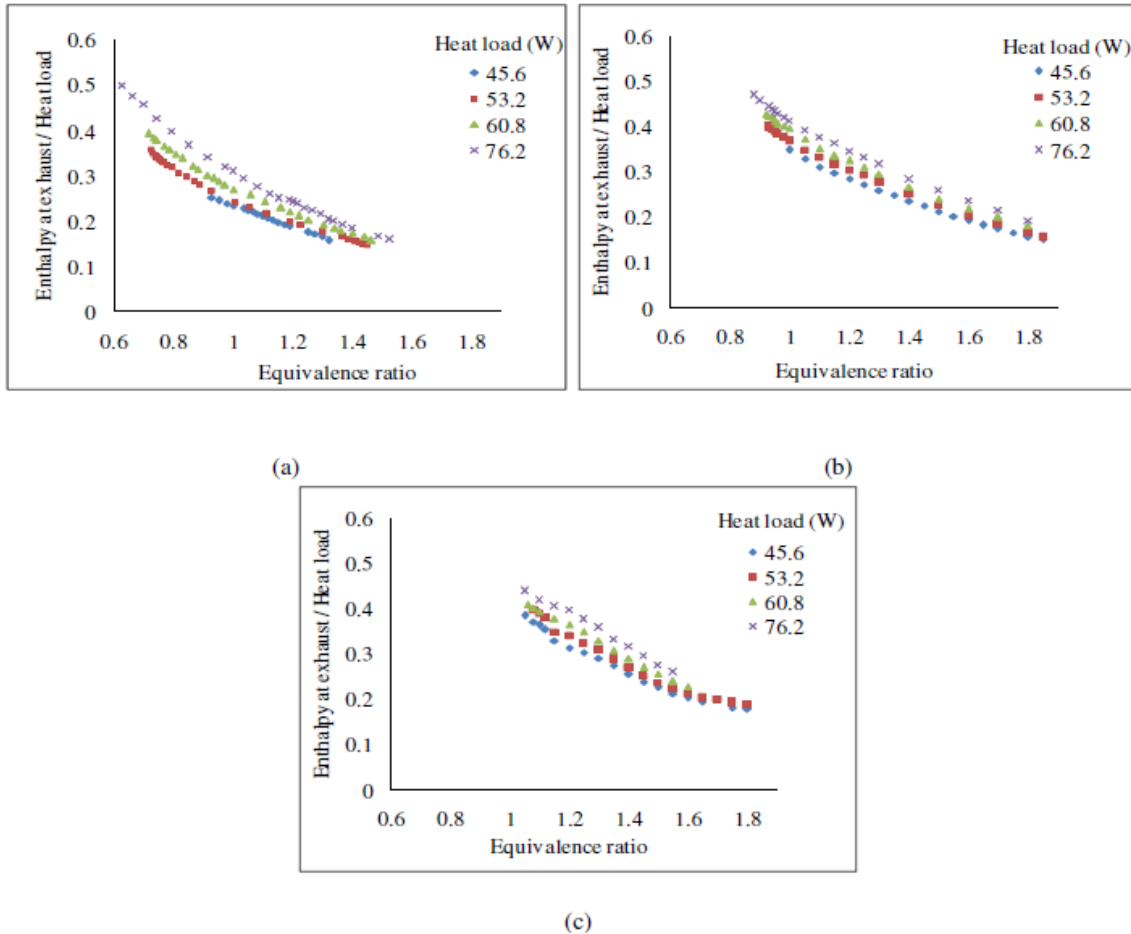 0.6
0.5
0.4
0.3
0.2
0.1
0
Enthalpy at exhaust / Heat load
Heat load (W)
45.6
53.2
60.8
76.2
0.6 0.8 1 1.2 1.4 1.6 1.8
Equivalence ratio
(a)
0.6
0.5
0.4
0.3
0.2
0.1
0
Enthalpy at exhaust / Heat load
Heat load (W)
45.6
53.2
60.8
76.2
0.6 0.8 1 1.2 1.4 1.6 1.8
Equivalence ratio
(b)
0.6
0.5
0.4
0.3
0.2
0.1
0
Enthalpy at exhaust / Heat load
Heat load (W)
45.6
53.2
60.8
76.2
0.6 0.8 1 1.2 1.4 1.6 1.8
Equivalence ratio
(c)